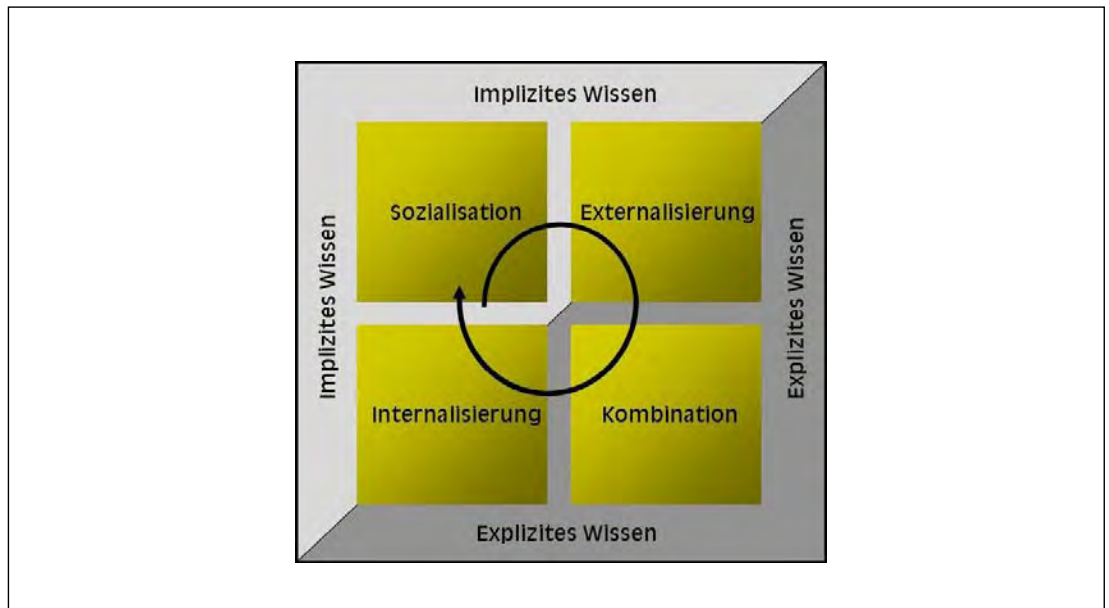 Implizites Wissen
Sozialisation
Externalisierung
Implizites Wissen
Explizites Wissen
Internalisierung
Kombination
Explizites Wissen